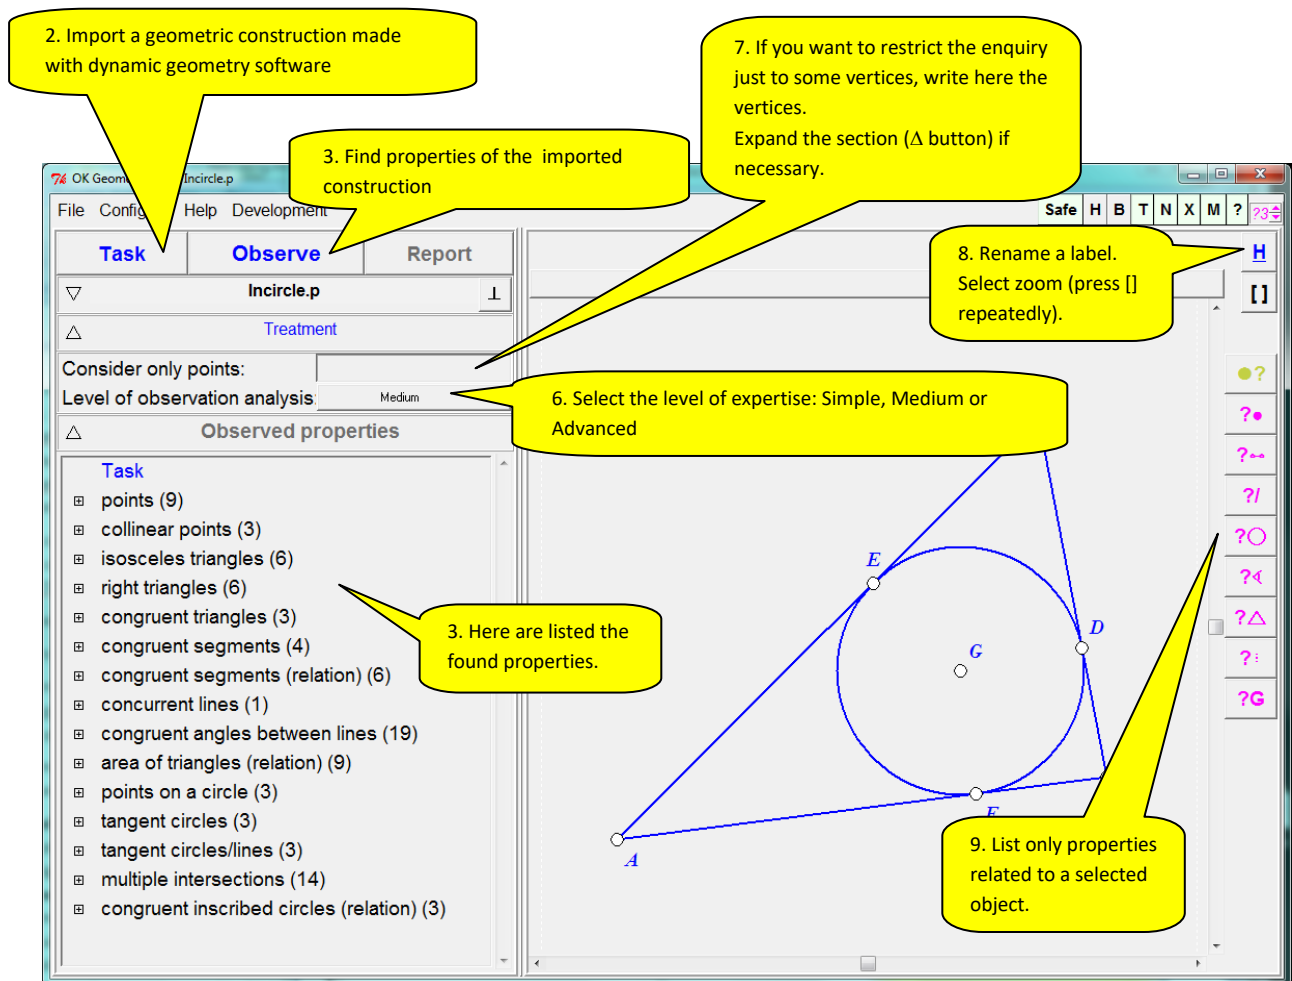 2. Import a geometric construction made
with dynamic geometry software
7. If you want to restrict the enquiry
just to some vertices, write here the
vertices.
Expand the section (Δ button) if
necessary.
3. Find properties of the imported
construction
OK Geom Incircle.p
File Config Help Development
Safe H B T N X M ? ?3
Task Observe Report
8. Rename a label.
Select zoom (press []
repeatedly).
H
▽ Incircle.p ⊥
[ ]
△ Treatment
Consider only points:
Level of observation analysis: Medium
6. Select the level of expertise: Simple, Medium or
Advanced
△ Observed properties
Task
points (9)
collinear points (3)
isosceles triangles (6)
right triangles (6)
congruent triangles (3)
congruent segments (4)
congruent segments (relation) (6)
concurrent lines (1)
congruent angles between lines (19)
area of triangles (relation) (9)
points on a circle (3)
tangent circles (3)
tangent circles/lines (3)
multiple intersections (14)
congruent inscribed circles (relation) (3)
3. Here are listed the
found properties.
E
D
G
A
●?
?●
?
?/
?○
?∢
?△
?⋮
?G
9. List only properties
related to a selected
object.